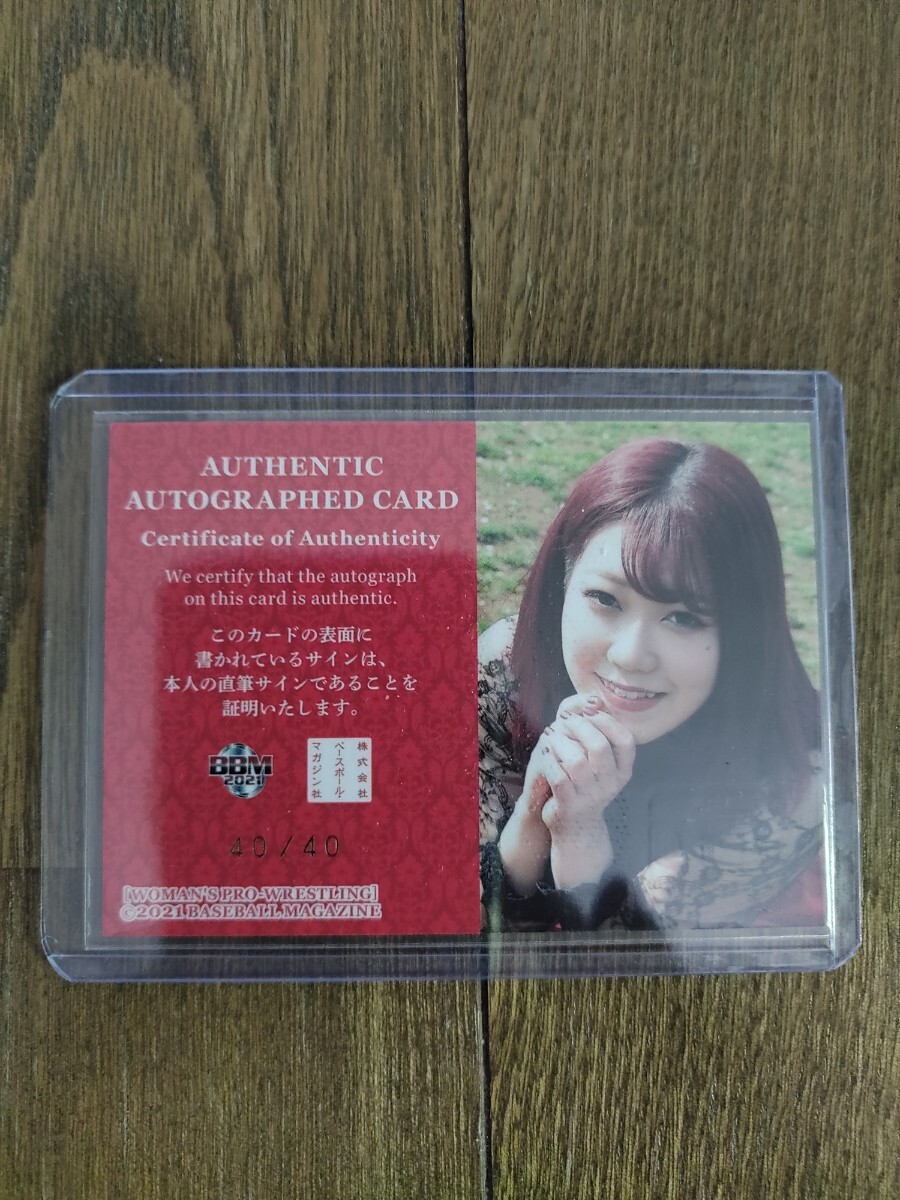 AUTHENTIC
AUTOGRAPHED CARD
Certificate of Authenticity
We certify that the autograph
on this card is authentic.
このカードの表面に
書かれているサインは、
本人の直筆サインであることを
証明いたします。
BBM
2021
株式会社
ベースボール・
マガジン社
40/40
[WOMAN'S PRO-WRESTLING]
©2021 BASEBALL MAGAZINE